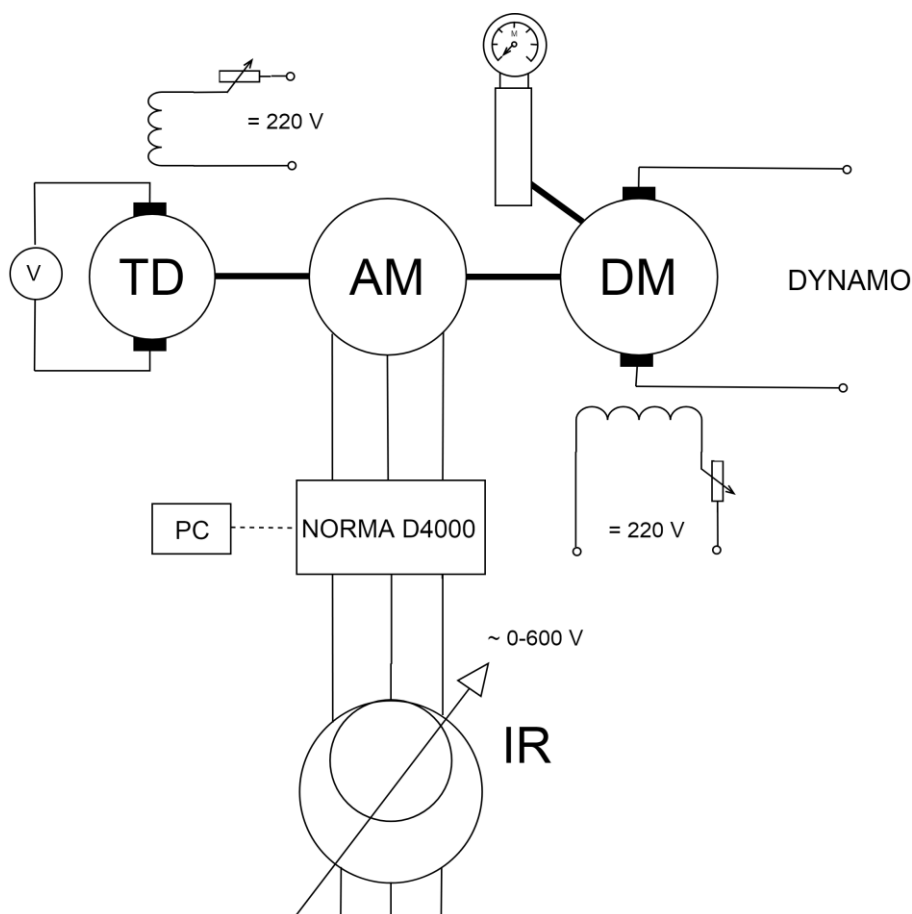 M
= 220 V
V
TD
AM
DM
DYNAMO
PC
NORMA D4000
= 220 V
~ 0-600 V
IR